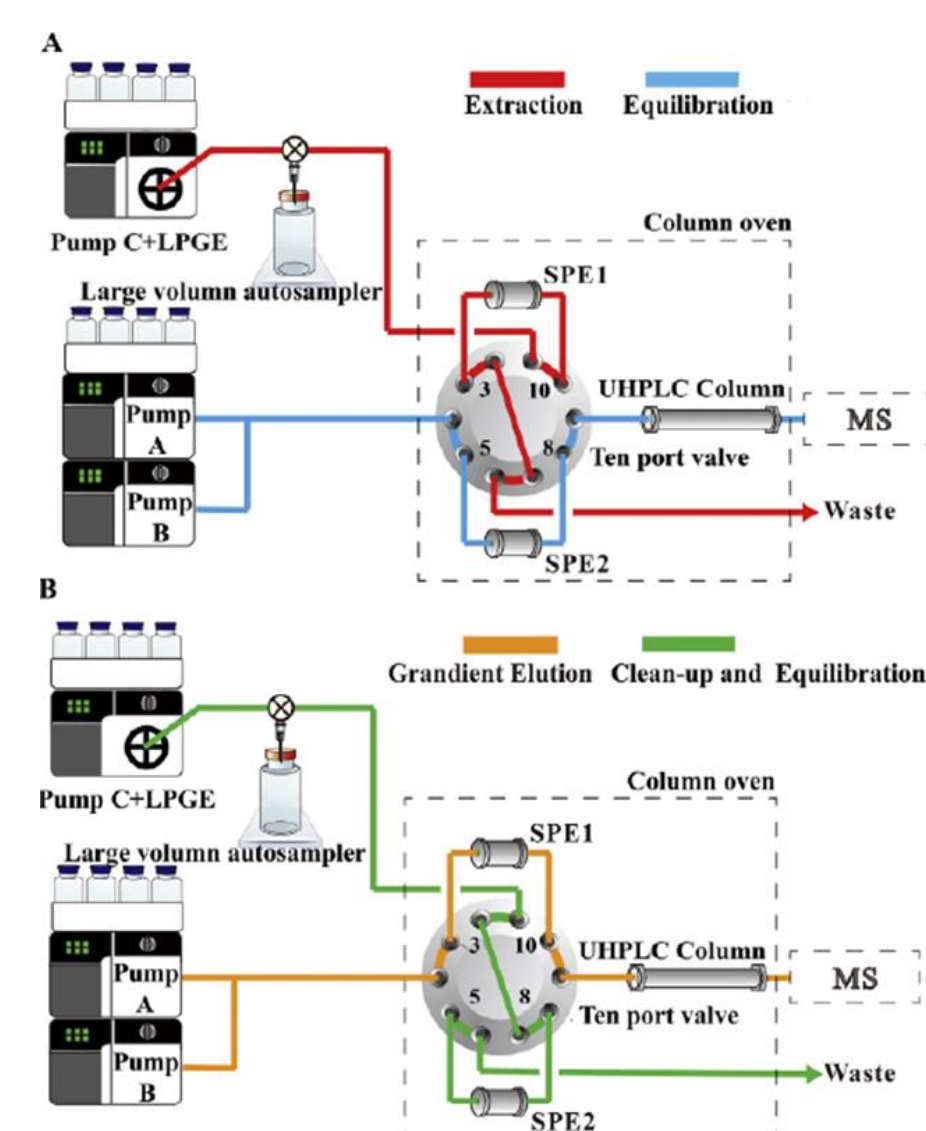 A
Extraction Equilibration
Pump C+LPGE
Column oven
Large volumn autosampler
SPE1
3 10
UHPLC Column
Pump
A
MS
5 8
Ten port valve
Pump
B
Waste
SPE2
B
Grandient Elution Clean-up and Equilibration
Pump C+LPGE
Column oven
Large volumn autosampler
SPE1
3 10
UHPLC Column
Pump
A
MS
5 8
Ten port valve
Pump
B
Waste
SPE2